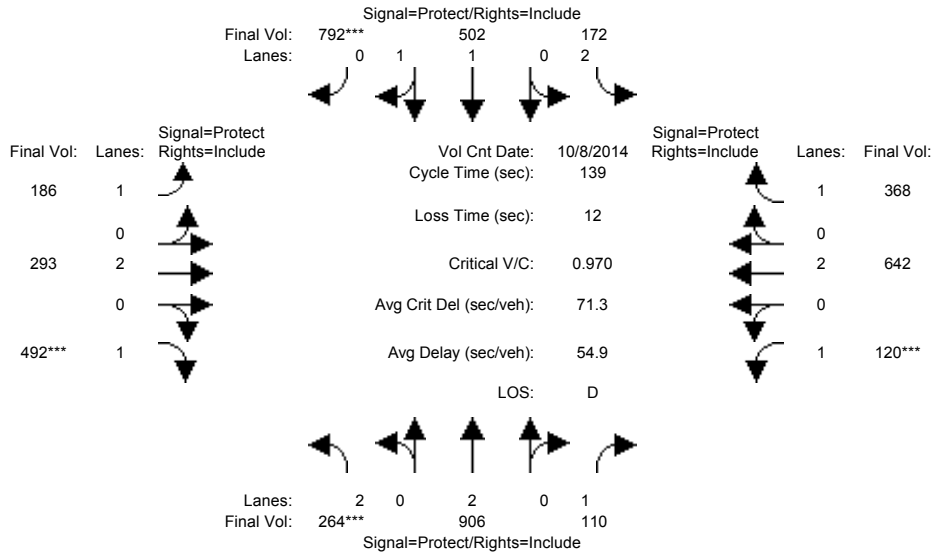 Signal=Protect/Rights=Include
Final Vol: 792*** 502 172
Lanes: 0 1 1 0 2
Signal=Protect Signal=Protect
Final Vol: Lanes: Rights=Include Vol Cnt Date: 10/8/2014 Rights=Include Lanes: Final Vol:
Cycle Time (sec): 139
186 1 1 368
Loss Time (sec): 12
0 0
293 2 Critical V/C: 0.970 2 642
0 Avg Crit Del (sec/veh): 71.3 0
492*** 1 Avg Delay (sec/veh): 54.9 1 120***
LOS: D
Lanes: 2 0 2 0 1
Final Vol: 264*** 906 110
Signal=Protect/Rights=Include